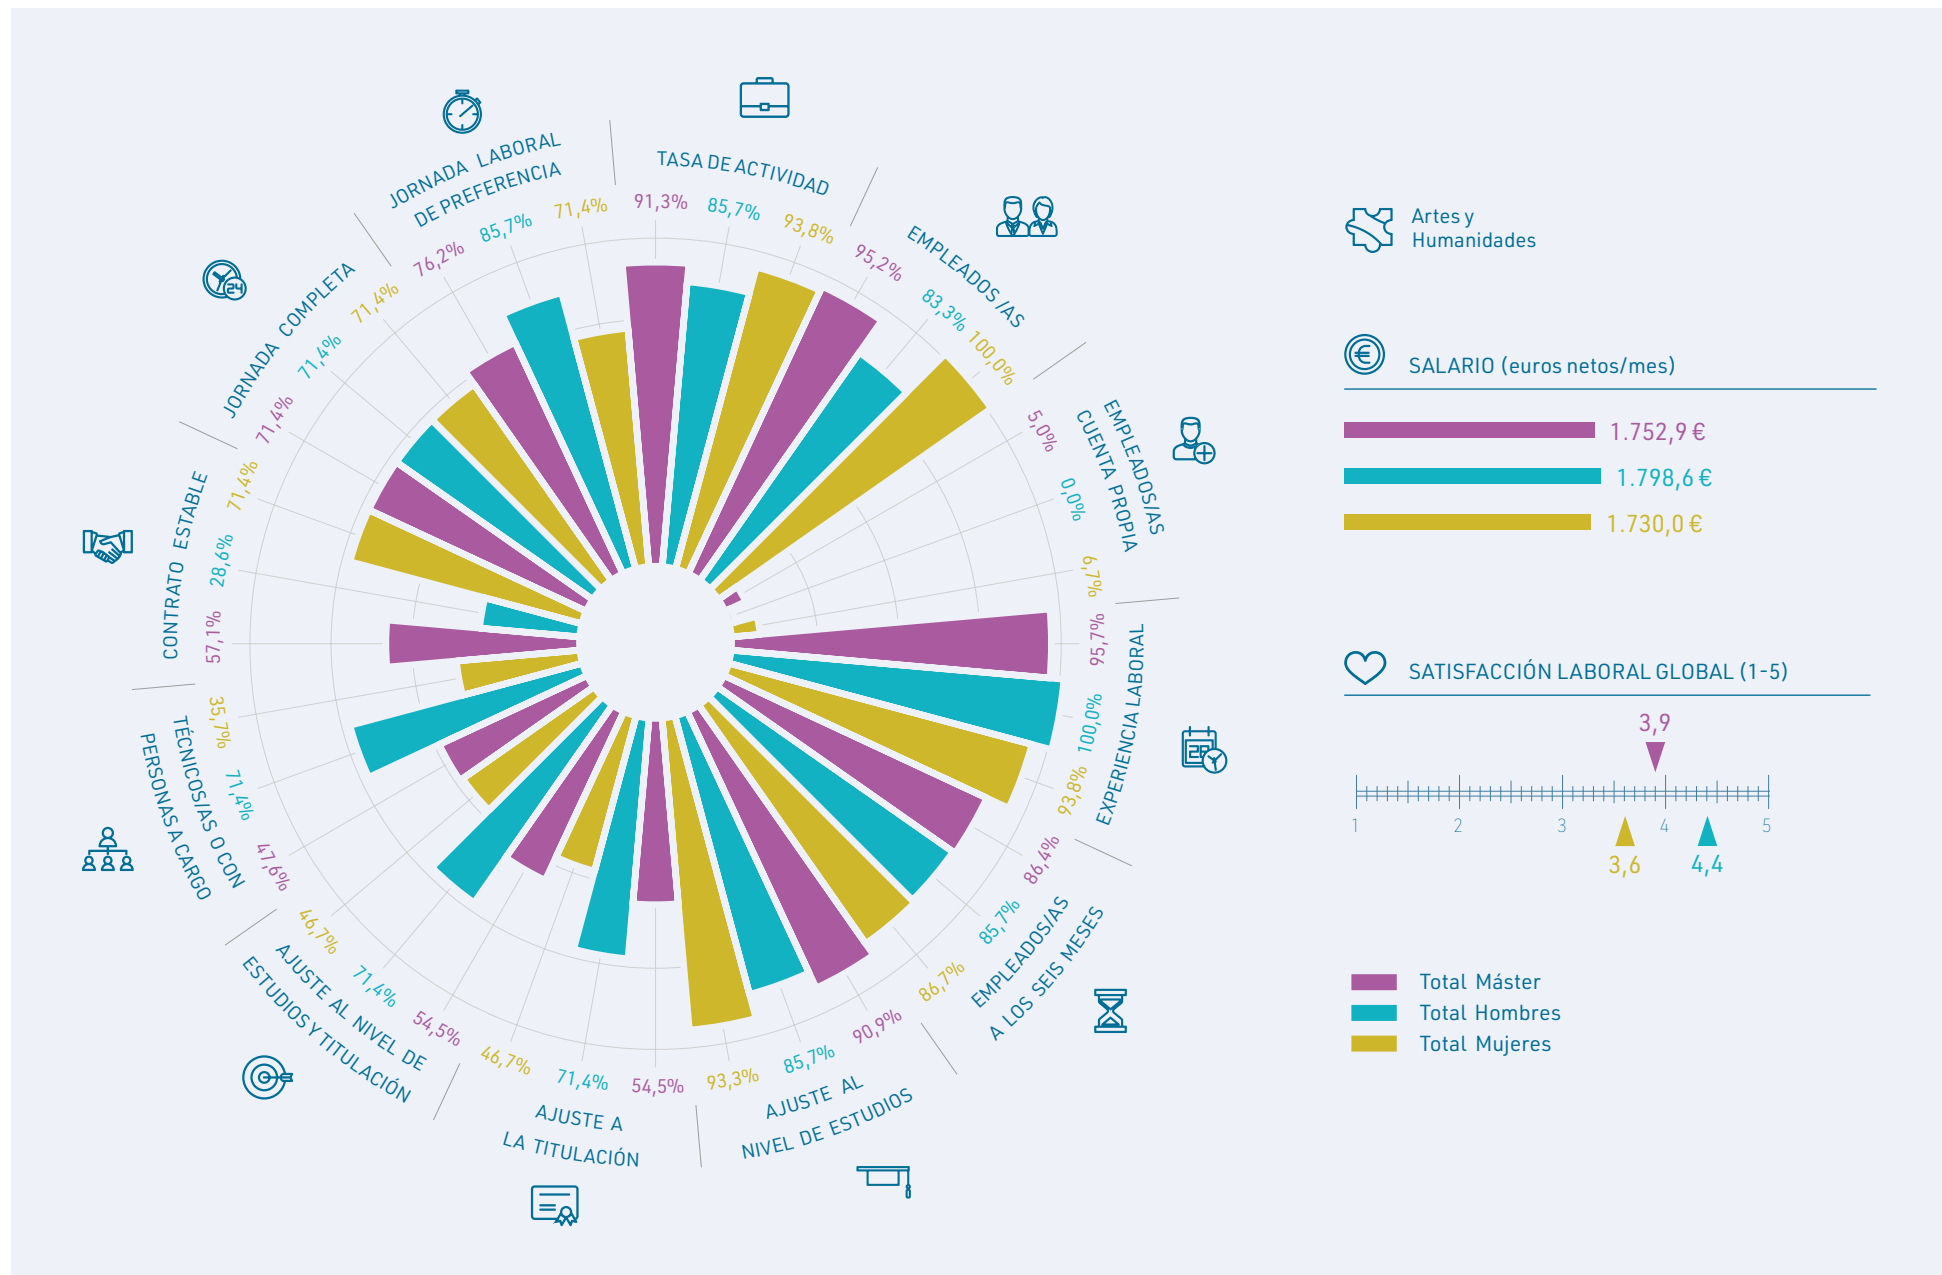 TASA DE ACTIVIDAD
91,3%
85,7%
93,8%
EMPLEADOS /AS
95,2%
83,3%
100,0%
EMPLEADOS/AS
CUENTA PROPIA
5,0%
0,0%
6,7%
EXPERIENCIA LABORAL
95,7%
100,0%
93,8%
EMPLEADOS/AS
A LOS SEIS MESES
86,4%
85,7%
86,7%
AJUSTE AL
NIVEL DE ESTUDIOS
90,9%
85,7%
93,3%
AJUSTE A
LA TITULACIÓN
54,5%
71,4%
46,7%
AJUSTE AL NIVEL DE
ESTUDIOS Y TITULACIÓN
54,5%
71,4%
46,7%
TÉCNICOS/AS O CON
PERSONAS A CARGO
47,6%
71,4%
35,7%
CONTRATO ESTABLE
57,1%
28,6%
71,4%
JORNADA COMPLETA
71,4%
71,4%
71,4%
24
JORNADA LABORAL
DE PREFERENCIA
76,2%
85,7%
71,4%
28
Artes y
Humanidades
€
SALARIO (euros netos/mes)
1.752,9 €
1.798,6 €
1.730,0 €
SATISFACCIÓN LABORAL GLOBAL (1-5)
3,9
1 2 3 4 5
3,6 4,4
Total Máster
Total Hombres
Total Mujeres